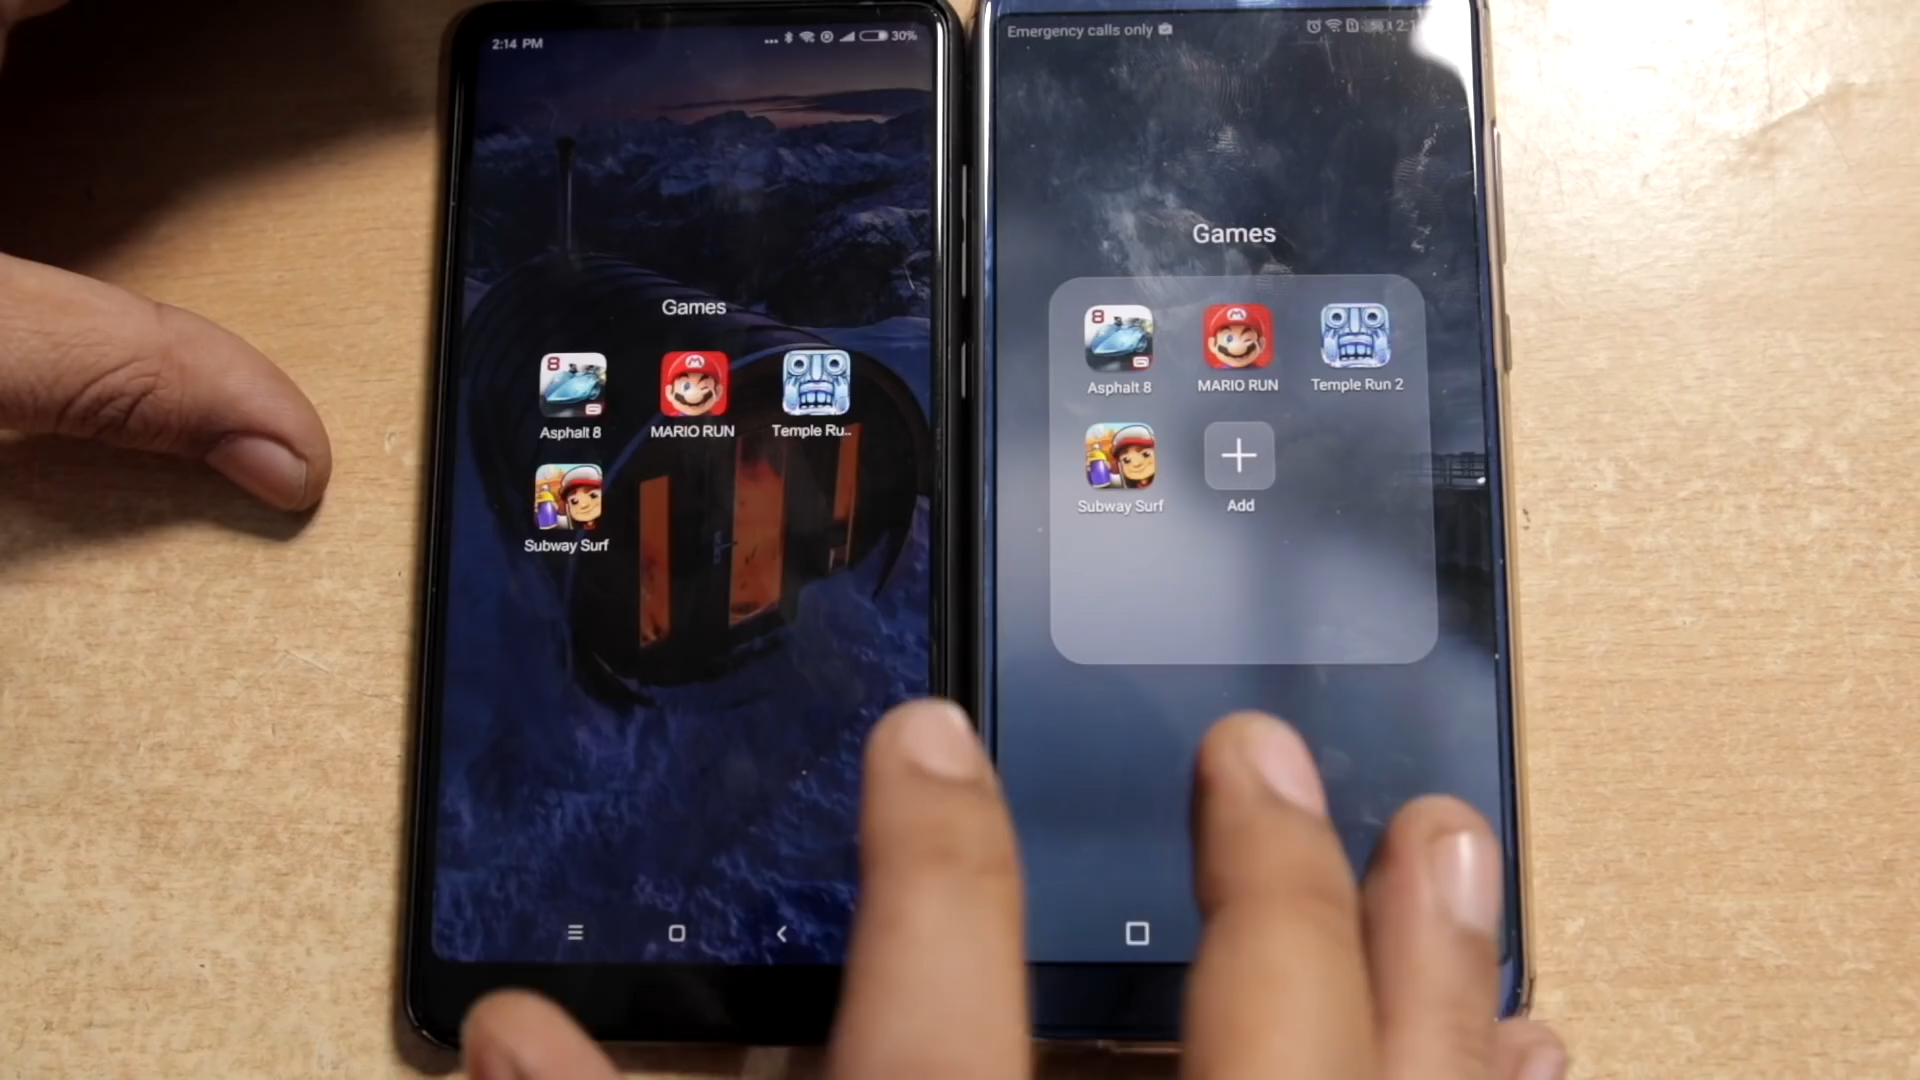 2:14 PM
30%
Games
Asphalt 8
MARIO RUN
Temple Ru..
Subway Surf
Emergency calls only
Games
Asphalt 8
MARIO RUN
Temple Run 2
Subway Surf
Add